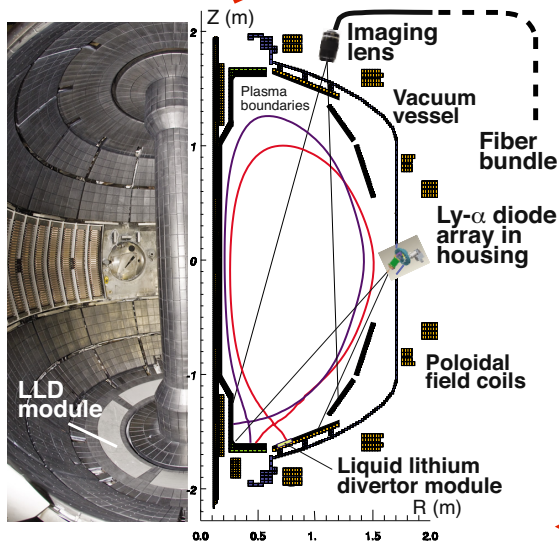 Z (m)
Imaging
lens
Plasma
boundaries
Vacuum
vessel
Fiber
bundle
Ly-α diode
array in
housing
LLD
module
Poloidal
field coils
Liquid lithium
divertor module
R (m)
2
1
0
-1
-2
0.0 0.5 1.0 1.5 2.0